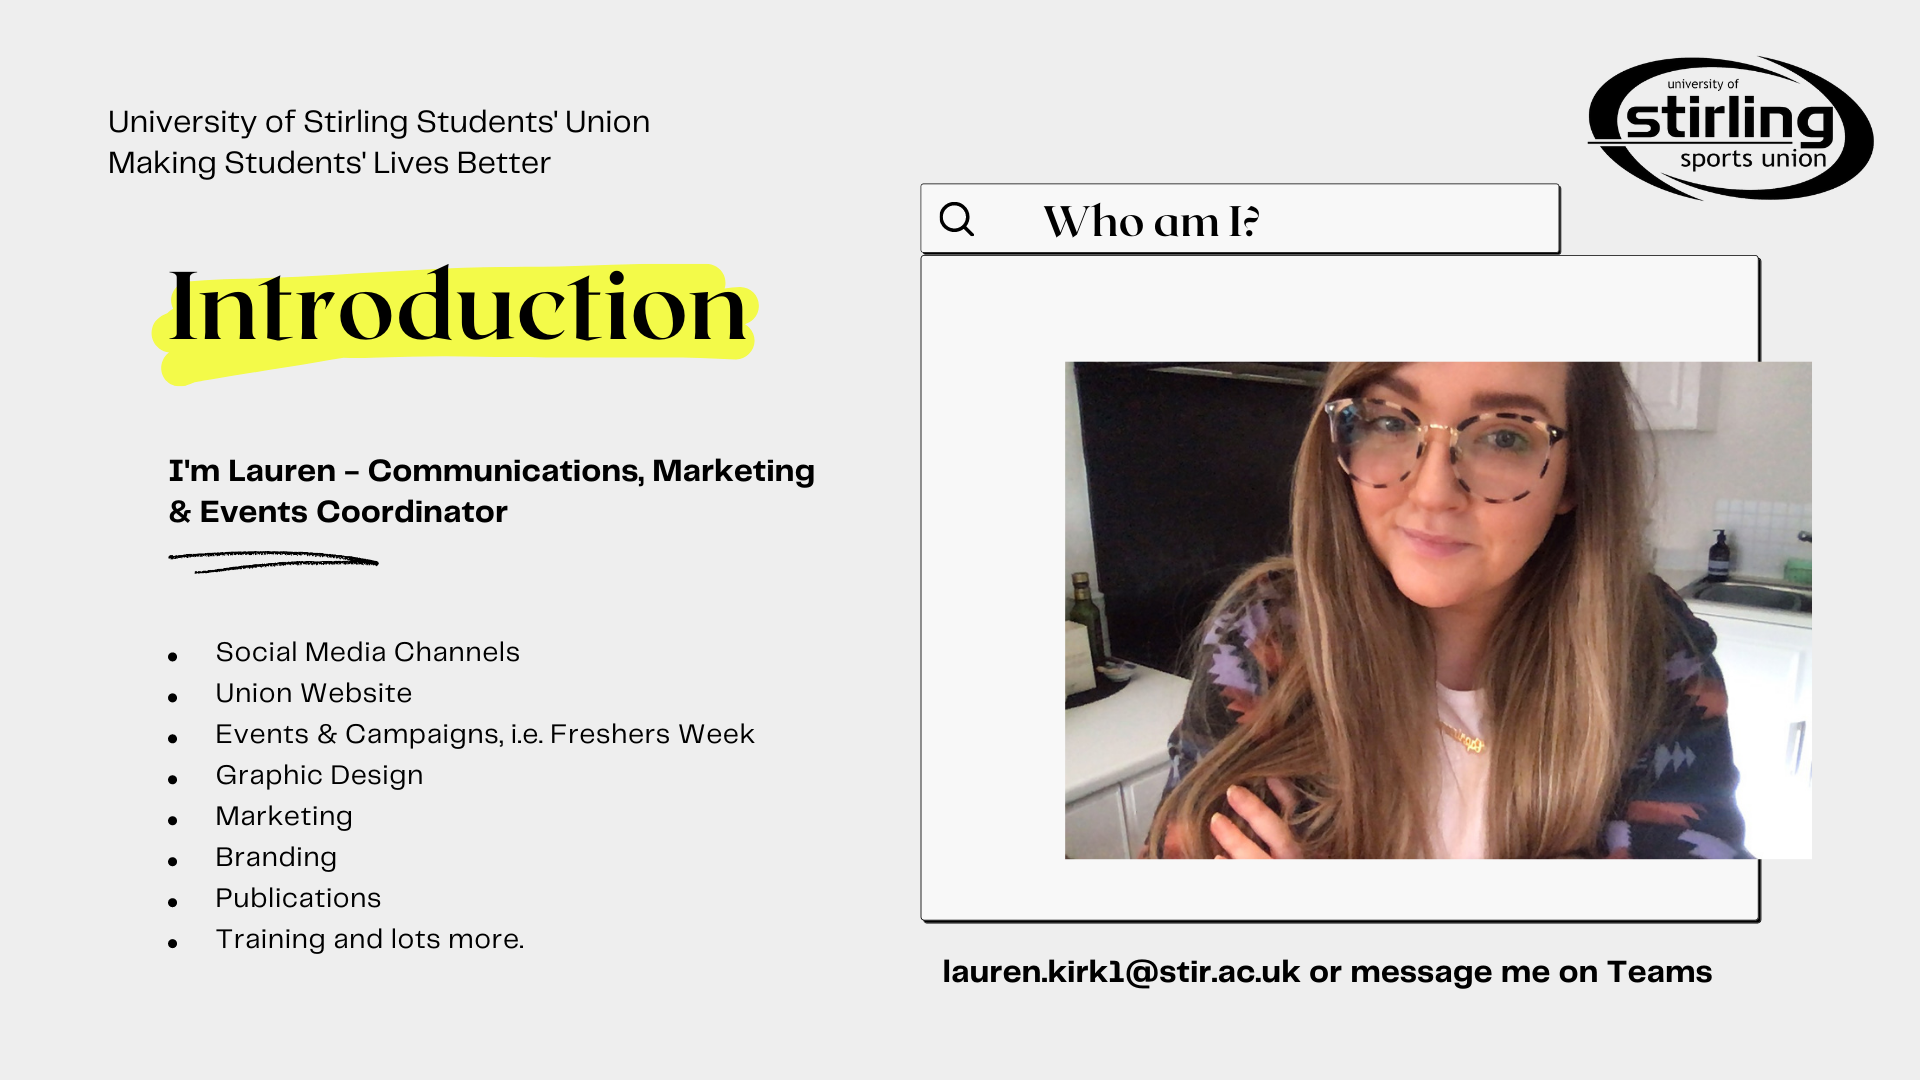 University of Stirling Students' Union
Making Students' Lives Better
university of
stirling
sports union
Who am I?
Introduction
I'm Lauren - Communications, Marketing
& Events Coordinator
• Social Media Channels
• Union Website
• Events & Campaigns, i.e. Freshers Week
• Graphic Design
• Marketing
• Branding
• Publications
• Training and lots more.
lauren.kirk1@stir.ac.uk or message me on Teams